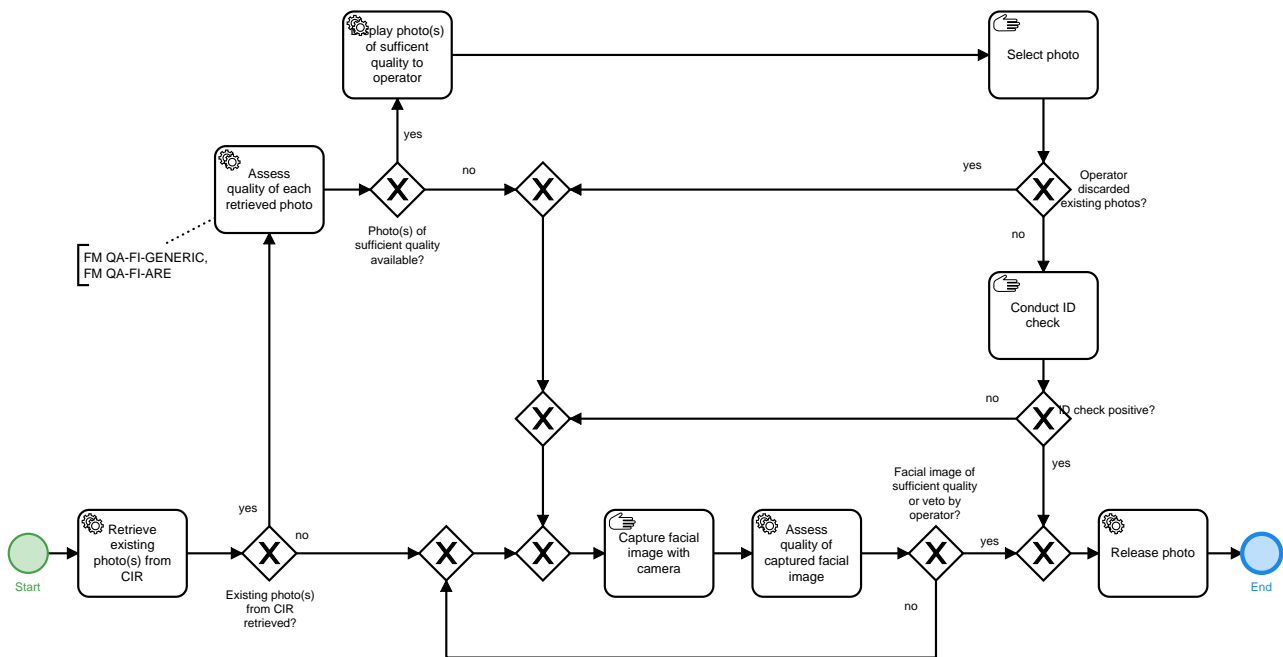 Display photo(s)
of sufficent
quality to
operator
Select photo
yes
Assess
quality of each
retrieved photo
no
yes
Operator
discarded
existing photos?
Photo(s) of
sufficient quality
available?
no
FM QA-FI-GENERIC,
FM QA-FI-ARE
Conduct ID
check
no
ID check positive?
yes
Facial image of
sufficient quality
or veto by
operator?
yes
Retrieve
existing
photo(s) from
CIR
no
Capture facial
image with
camera
Assess
quality of
captured facial
image
yes
Release photo
Start
End
Existing photo(s)
from CIR
retrieved?
no